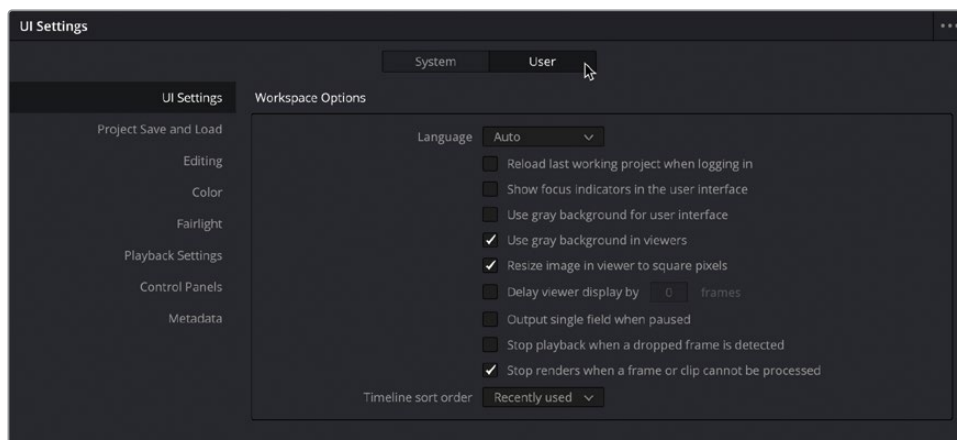 UI Settings
System User
UI Settings
Workspace Options
Project Save and Load
Editing
Color
Fairlight
Playback Settings
Control Panels
Metadata
Language Auto
Reload last working project when logging in
Show focus indicators in the user interface
Use gray background for user interface
Use gray background in viewers
Resize image in viewer to square pixels
Delay viewer display by 0 frames
Output single field when paused
Stop playback when a dropped frame is detected
Stop renders when a frame or clip cannot be processed
Timeline sort order Recently used